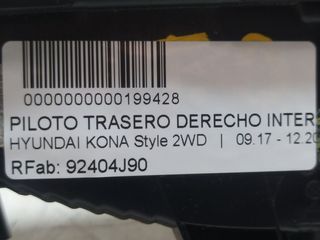 0000000000199428
PILOTO TRASERO DERECHO INTER
HYUNDAI KONA Style 2WD | 09.17 - 12.20
RFab: 92404J90